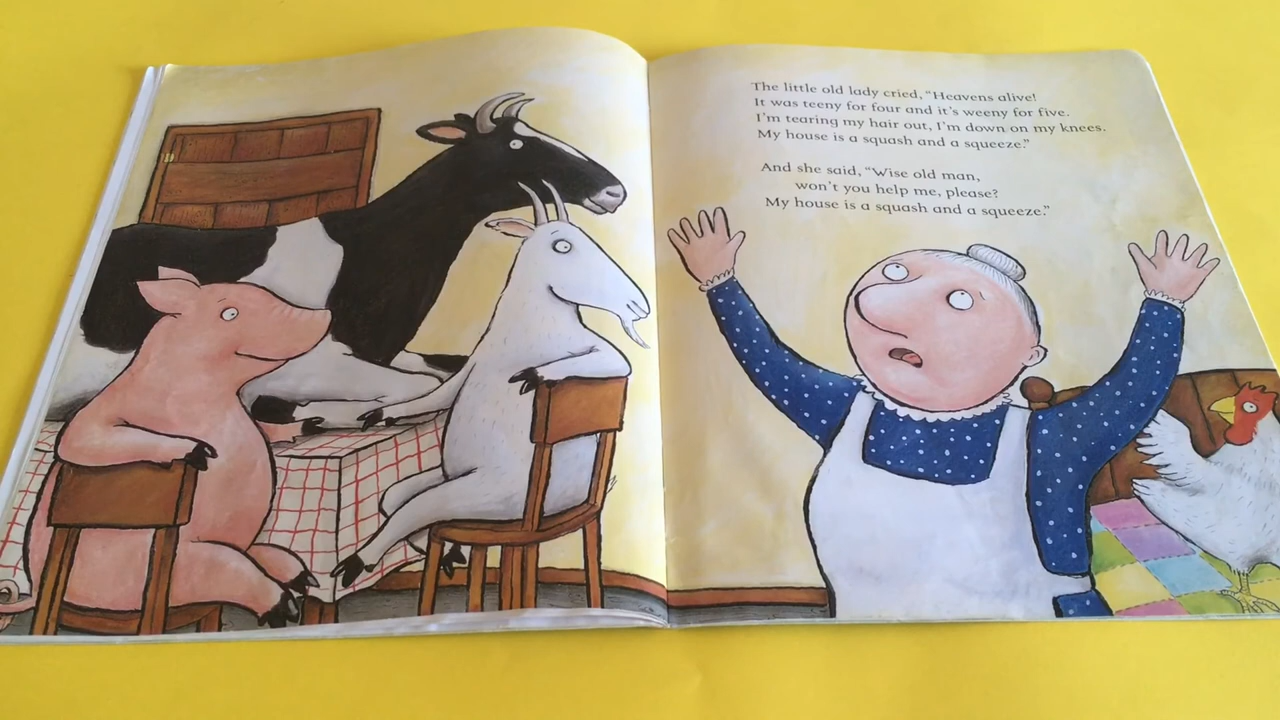 The little old lady cried, “Heavens alive!
It was teeny for four and it's weeny for five.
I'm tearing my hair out, I'm down on my knees.
My house is a squash and a squeeze.”
And she said, “Wise old man,
won't you help me, please?
My house is a squash and a squeeze.”